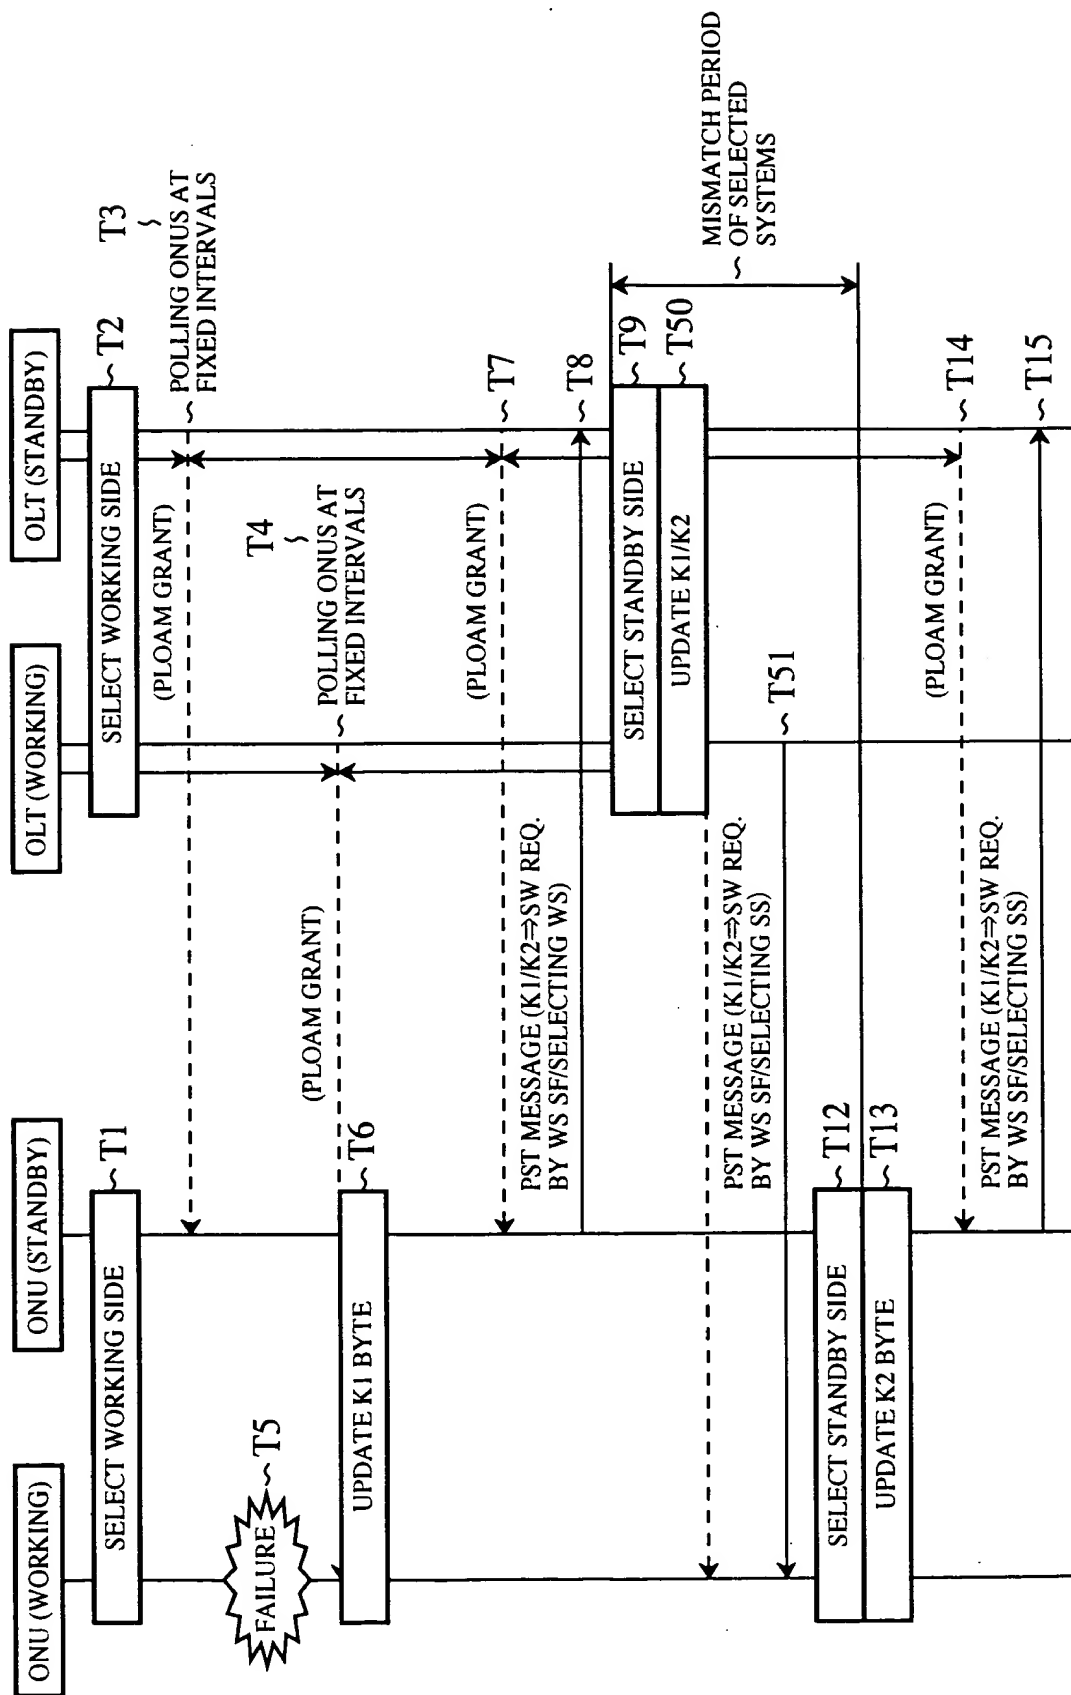 ONU (WORKING)
ONU (STANDBY)
OLT (WORKING)
OLT (STANDBY)
SELECT WORKING SIDE
T1
SELECT WORKING SIDE
T2
T3
POLLING ONUS AT
FIXED INTERVALS
(PLOAM GRANT)
FAILURE
T5
T4
POLLING ONUS AT
FIXED INTERVALS
(PLOAM GRANT)
UPDATE K1 BYTE
T6
(PLOAM GRANT)
T7
PST MESSAGE (K1/K2⇒SW REQ.
BY WS SF/SELECTING WS)
T8
SELECT STANDBY SIDE
T9
UPDATE K1/K2
T50
MISMATCH PERIOD
OF SELECTED
SYSTEMS
PST MESSAGE (K1/K2⇒SW REQ.
BY WS SF/SELECTING SS)
T51
SELECT STANDBY SIDE
T12
UPDATE K2 BYTE
T13
(PLOAM GRANT)
T14
PST MESSAGE (K1/K2⇒SW REQ.
BY WS SF/SELECTING SS)
T15